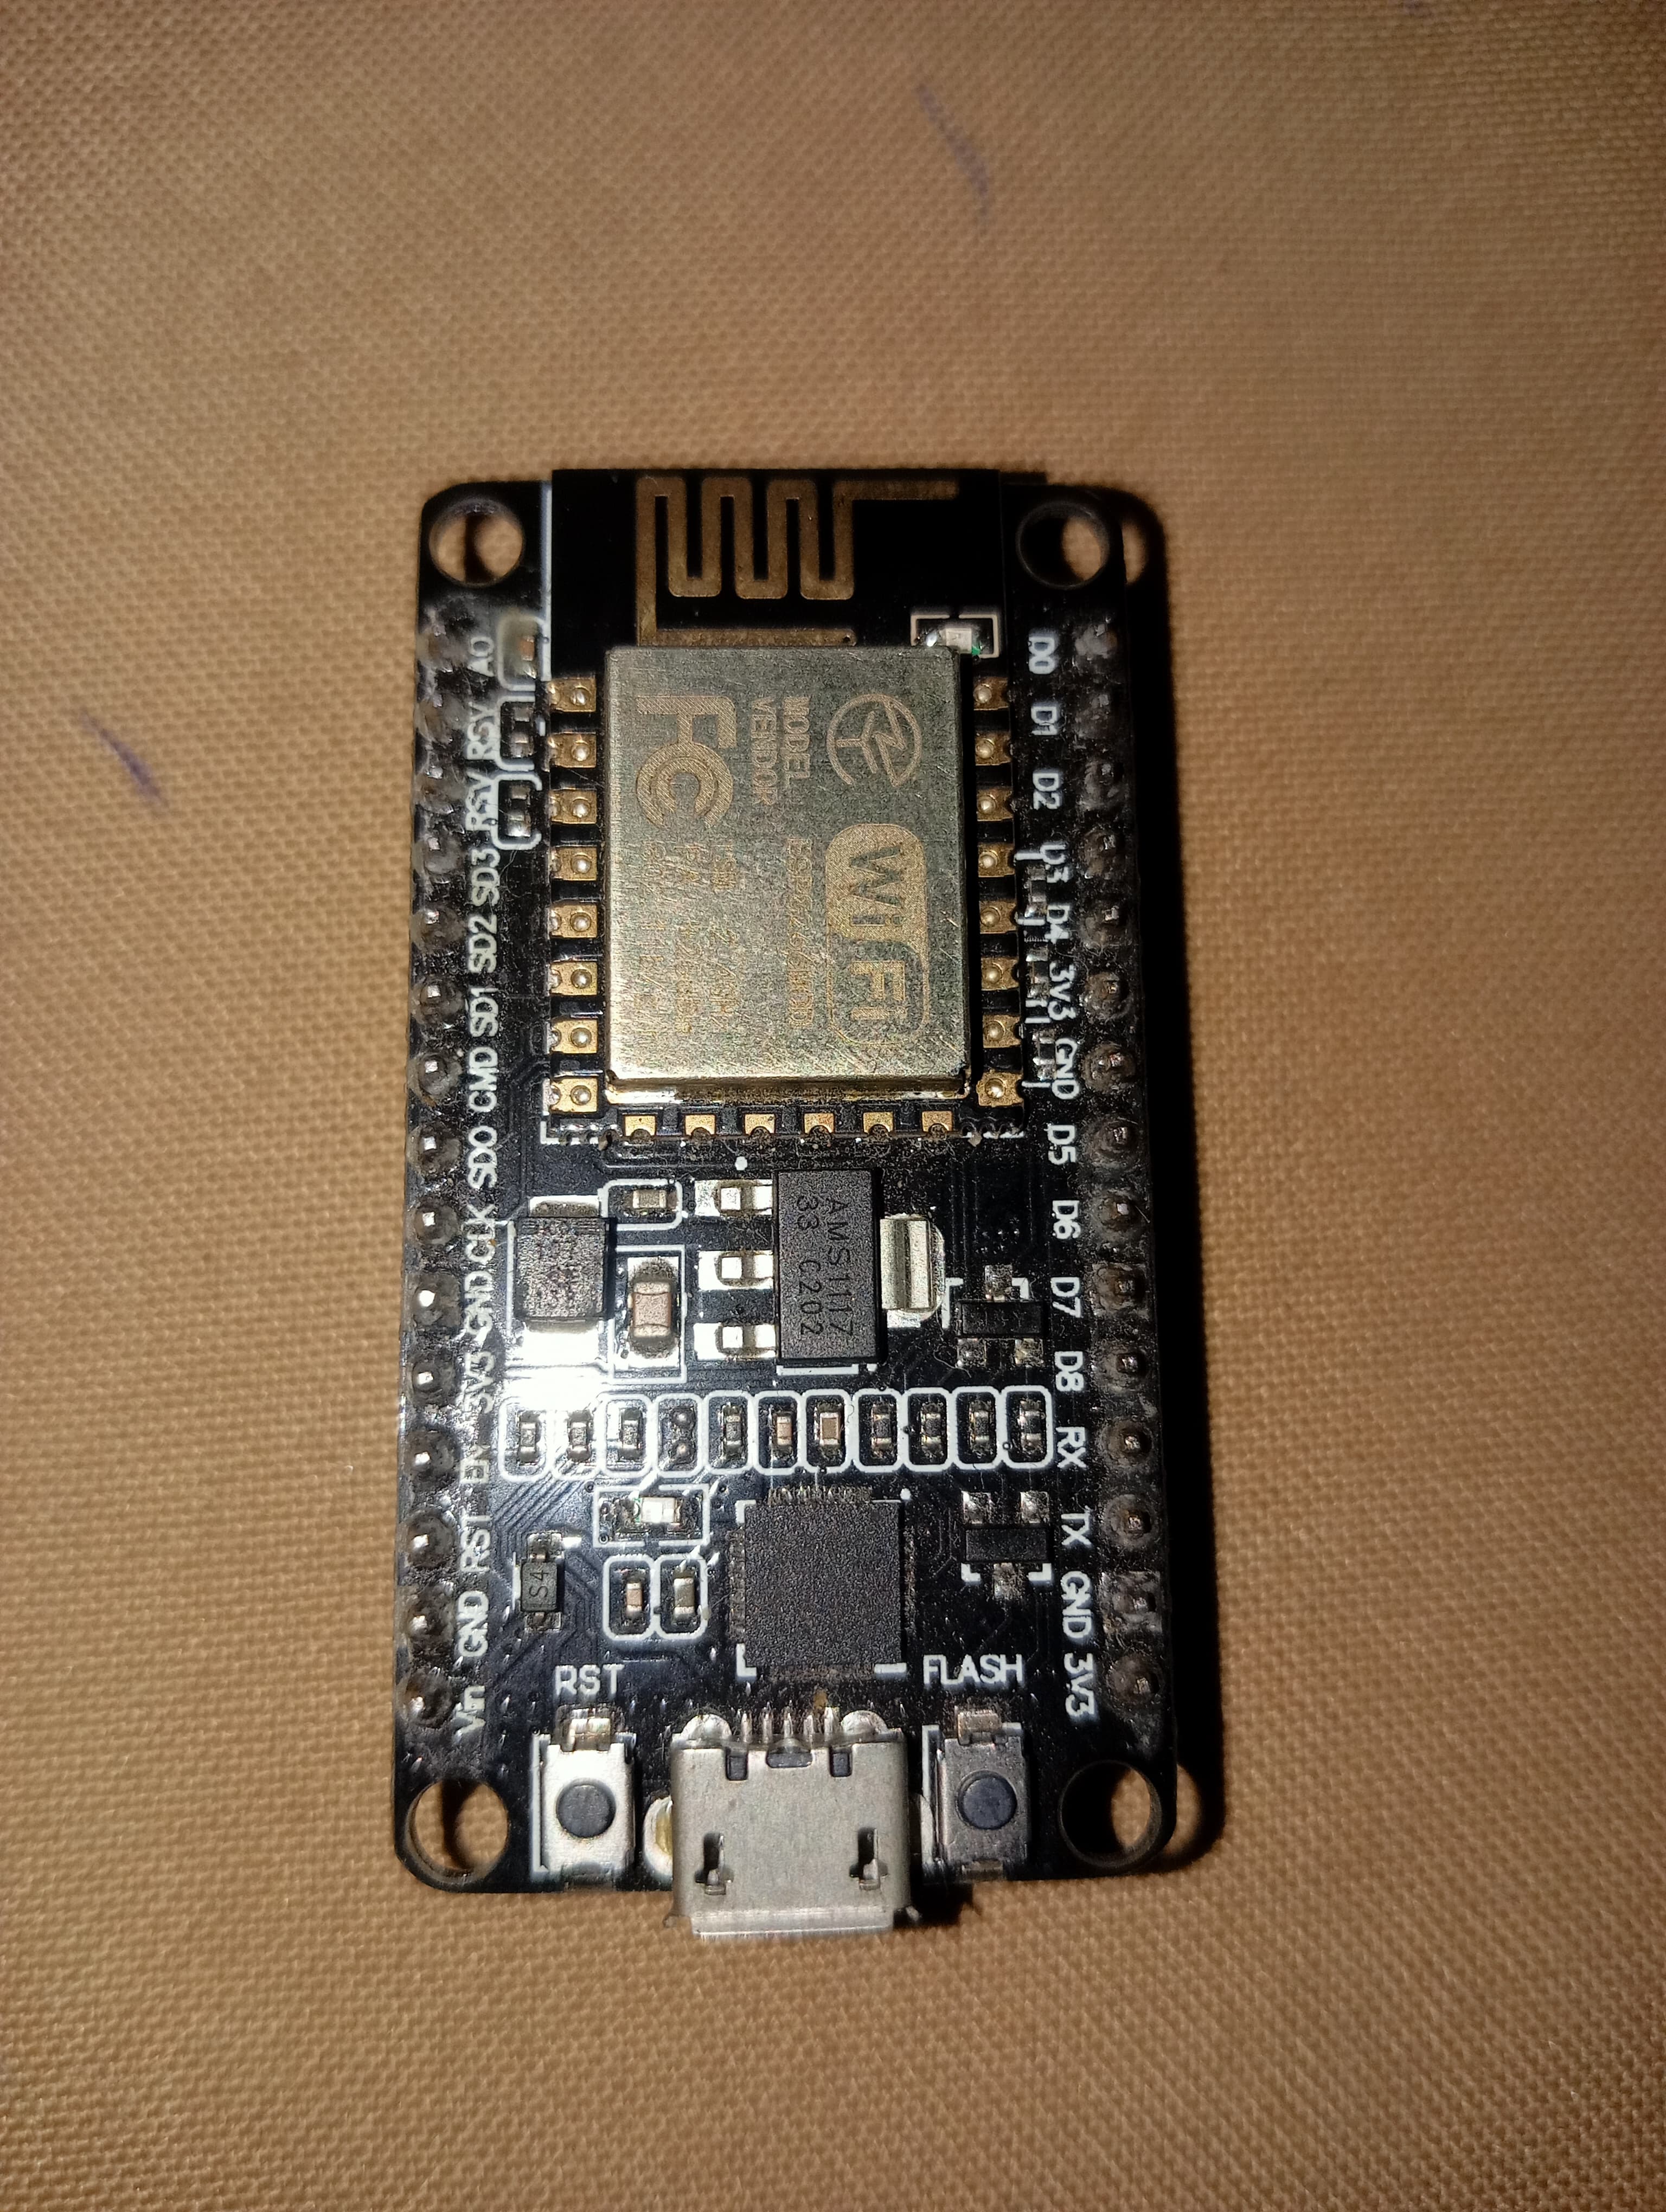 A0
RSV
RSV
SD3
SD2
SD1
CMD
SD0
CLK
GND
3V3
EN
RST
GND
Vin
D0
D1
D2
D3
D4
3V3
GND
D5
D6
D7
D8
RX
TX
GND
3V3
MODEL
VENDOR
WiFi
FC
AMS1117
33 C202
S4
RST
FLASH